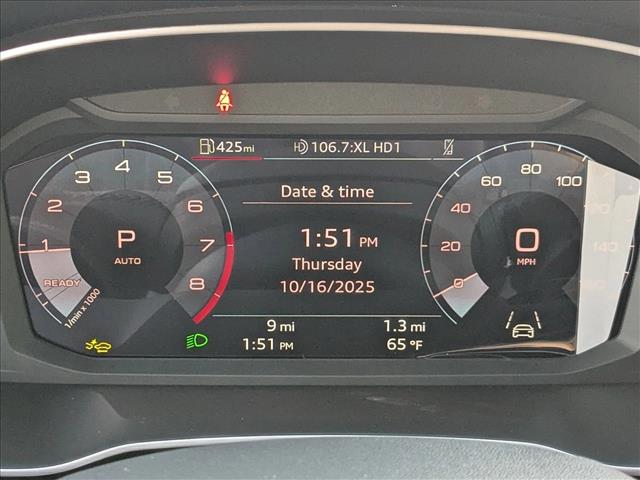 425mi
106.7:XL HD1
Date & time
1:51 PM
Thursday
10/16/2025
1 2 3 4 5 6 7 8
P
AUTO
READY
1/min x 1000
0 20 40 60 80 100 120 140
0
MPH
9 mi
1.3 mi
1:51 PM
65 °F